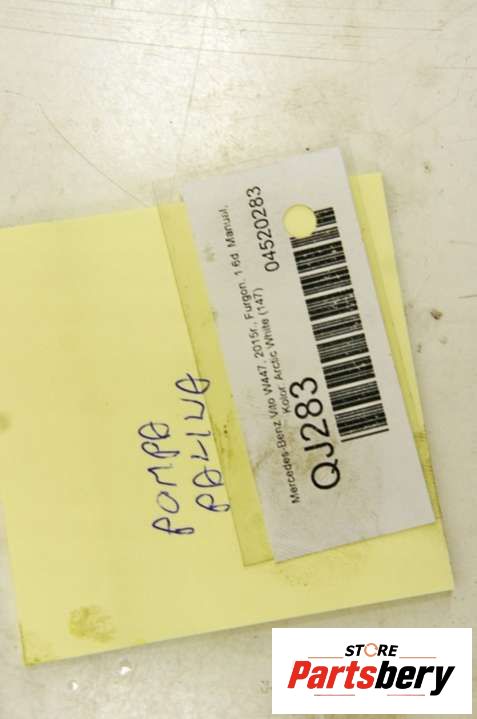 POMPA
PALIWA
Mercedes-Benz Vito W447, 2015r., Furgon, 1.6d, Manual,
Kolor: Arctic White (147)
QJ283
04520283
STORE
Partsbery